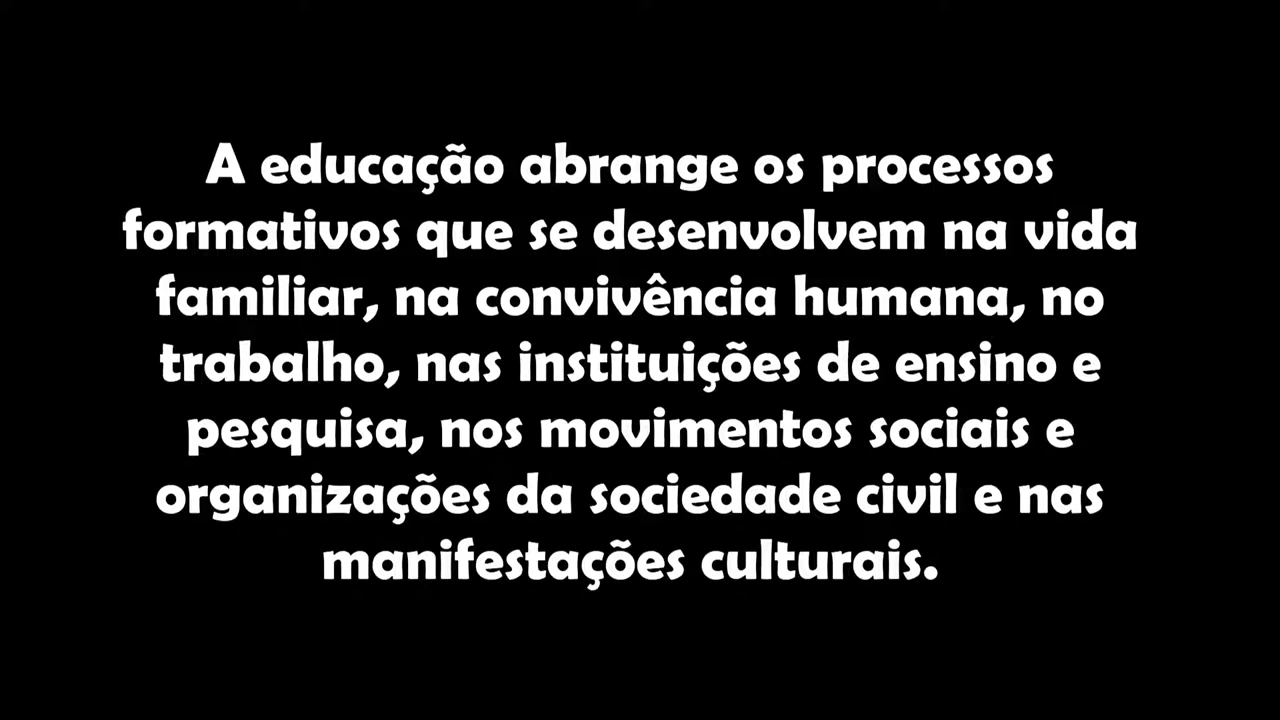 A educação abrange os processos
formativos que se desenvolvem na vida
familiar, na convivência humana, no
trabalho, nas instituições de ensino e
pesquisa, nos movimentos sociais e
organizações da sociedade civil e nas
manifestações culturais.